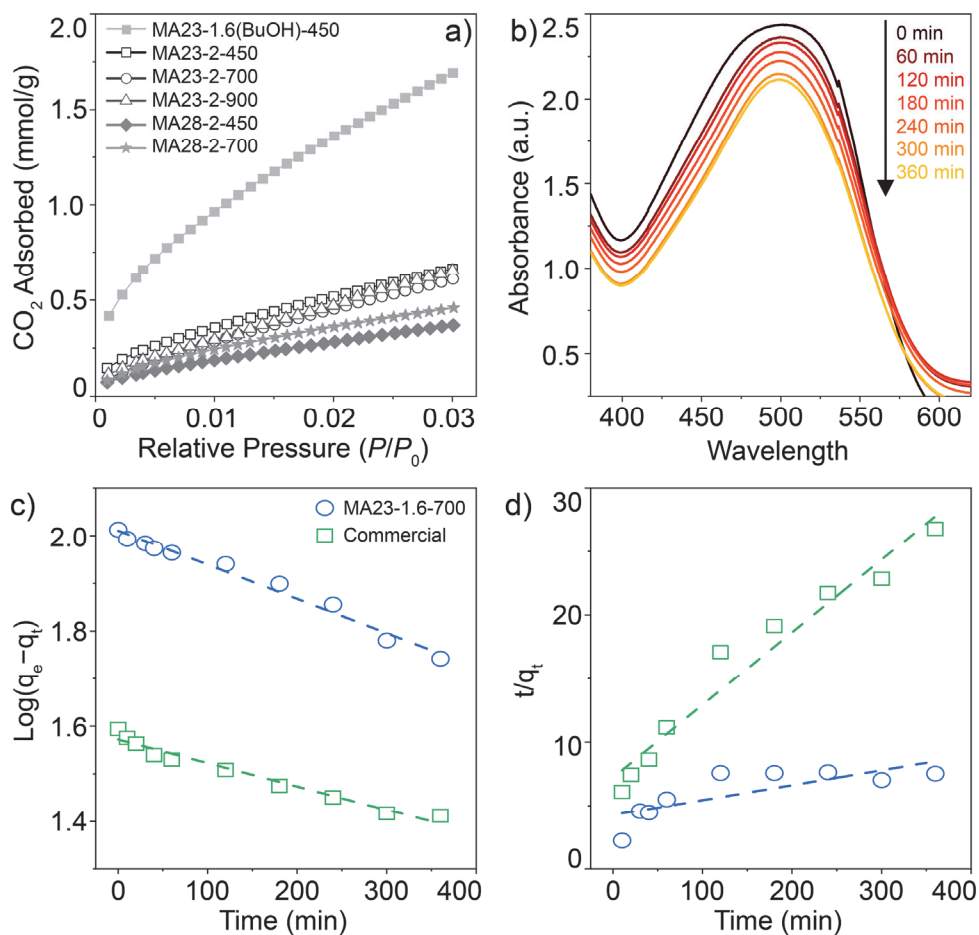 a)
MA23-1.6(BuOH)-450
MA23-2-450
MA23-2-700
MA23-2-900
MA28-2-450
MA28-2-700
CO2 Adsorbed (mmol/g)
2.0
1.5
1.0
0.5
0
0.01
0.02
0.03
Relative Pressure (P/P0)
b)
0 min
60 min
120 min
180 min
240 min
300 min
360 min
Absorbance (a.u.)
2.5
2.0
1.5
1.0
0.5
400
450
500
550
600
Wavelength
c)
MA23-1.6-700
Commercial
Log(qe−qt)
2.0
1.8
1.6
1.4
0
100
200
300
400
Time (min)
d)
t/qt
30
20
10
0
0
100
200
300
400
Time (min)